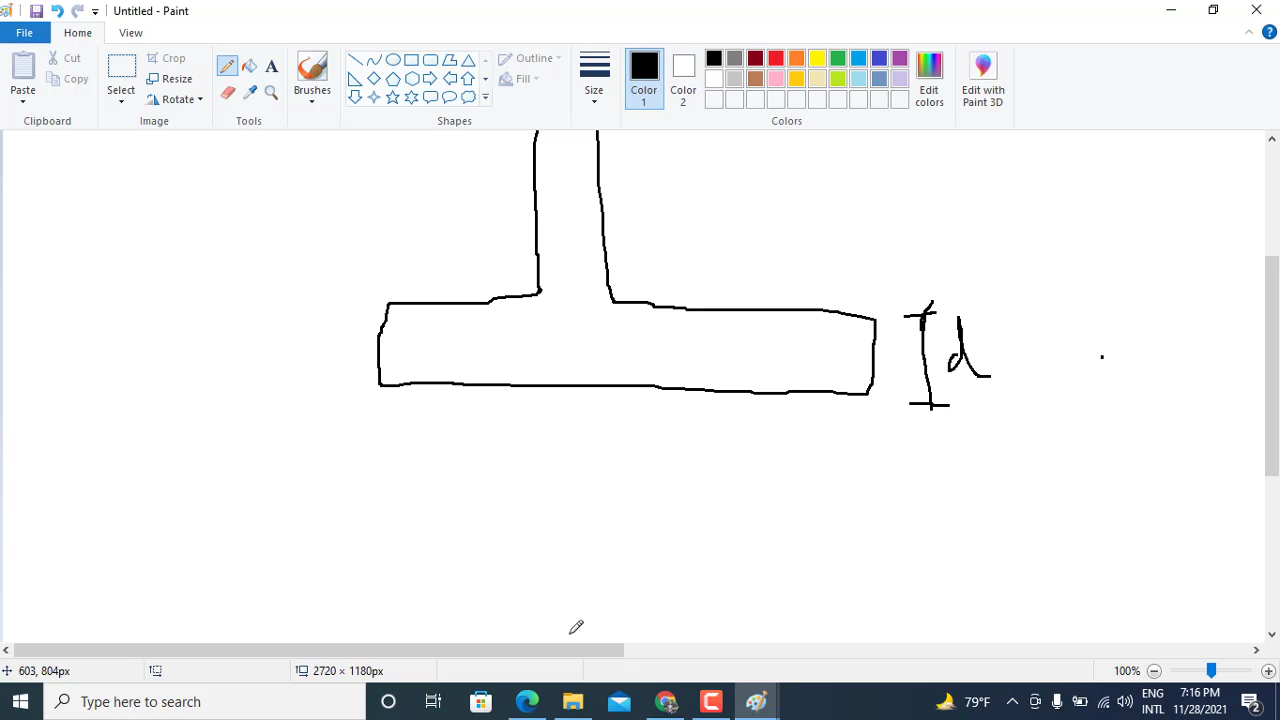 Untitled - Paint
File Home View
Paste
Cut
Copy
Clipboard
Select
Crop
Resize
Rotate
Image
A
Tools
Brushes
Shapes
Outline
Fill
Size
Color 1
Color 2
Colors
Edit colors
Edit with Paint 3D
d
603, 804px
2720 × 1180px
100%
Type here to search
79°F
ENG
INTL
7:16 PM
11/28/2021
2